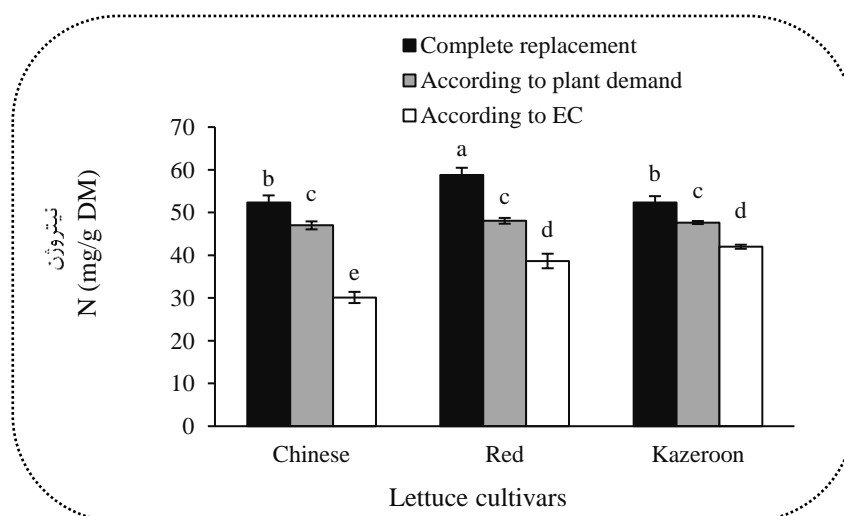 Complete replacement
According to plant demand
According to EC
70
60
50
40
30
20
10
0
b
c
e
a
c
d
b
c
d
نیتروژن
N (mg/g DM)
Chinese
Red
Kazeroon
Lettuce cultivars